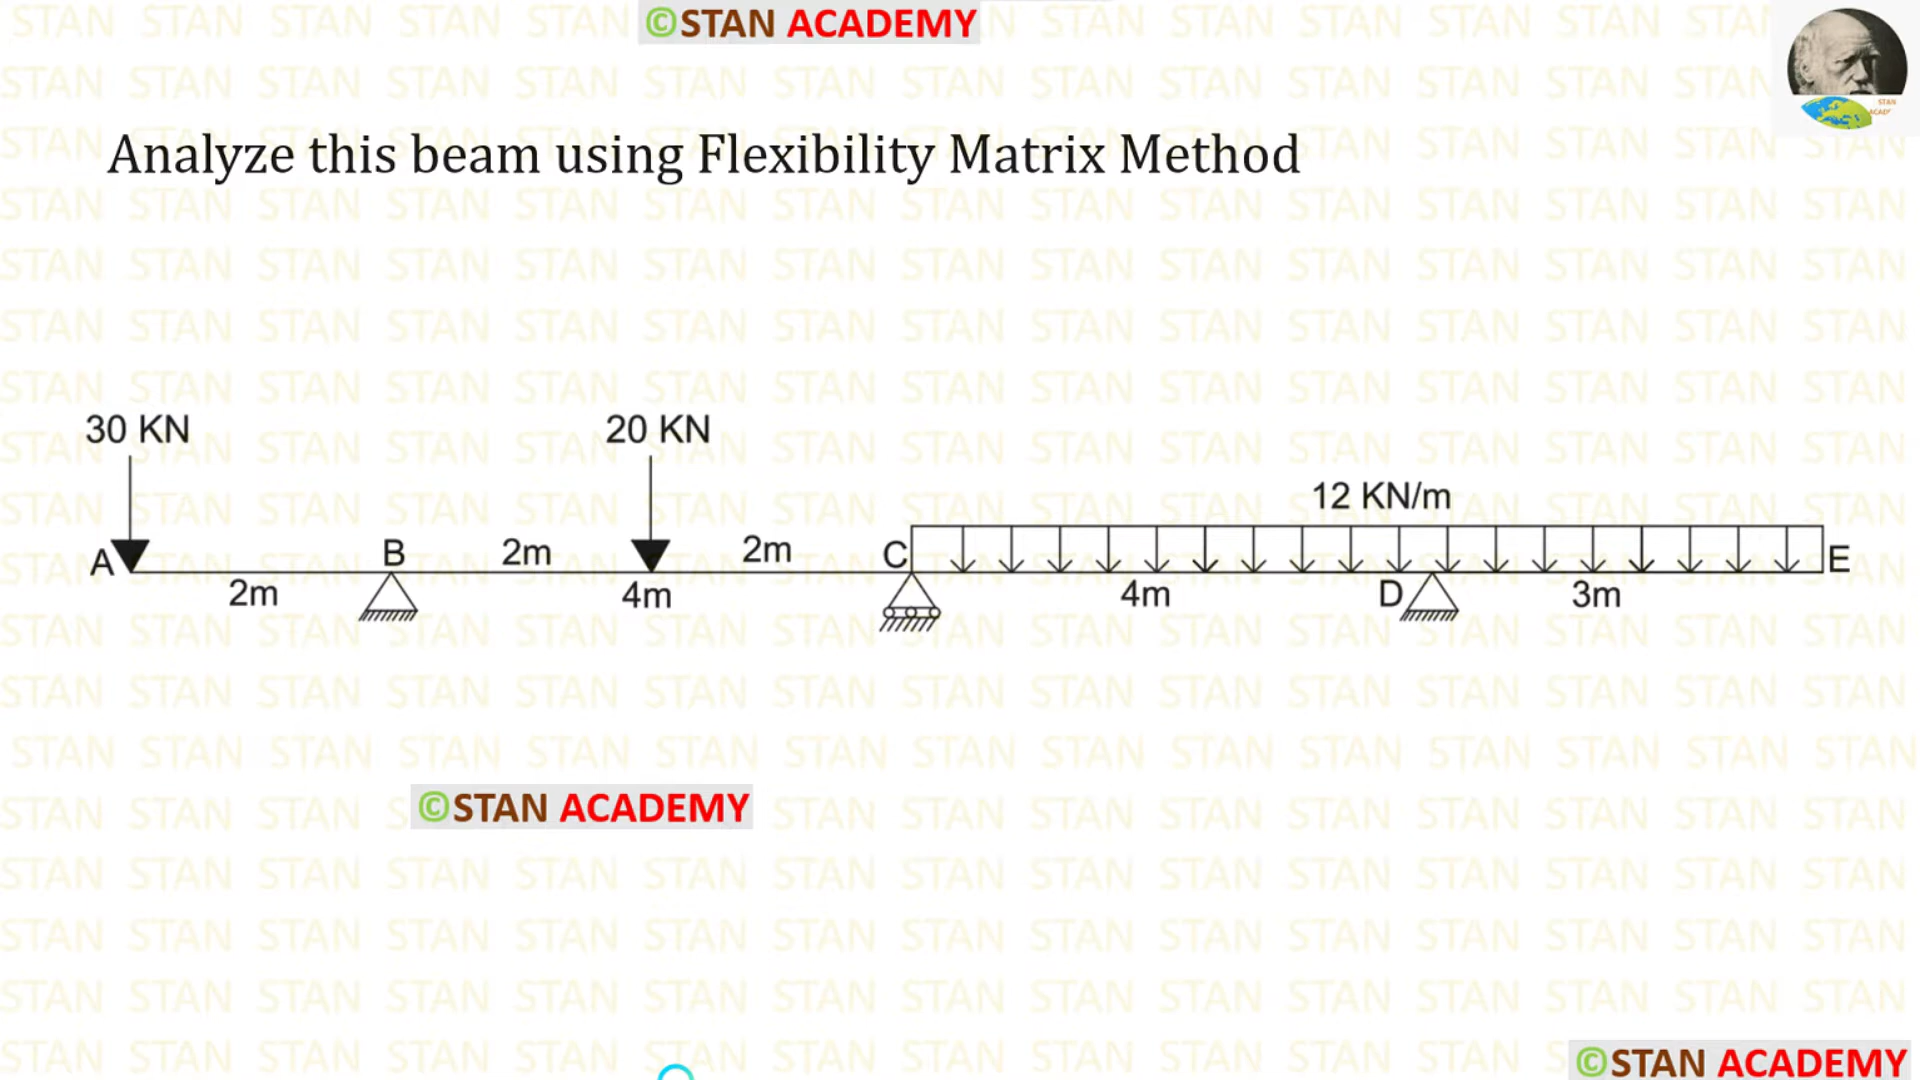 ©STAN ACADEMY
Analyze this beam using Flexibility Matrix Method
30 KN
20 KN
12 KN/m
A
B
2m
2m
C
E
2m
4m
4m
D
3m
©STAN ACADEMY
©STAN ACADEMY